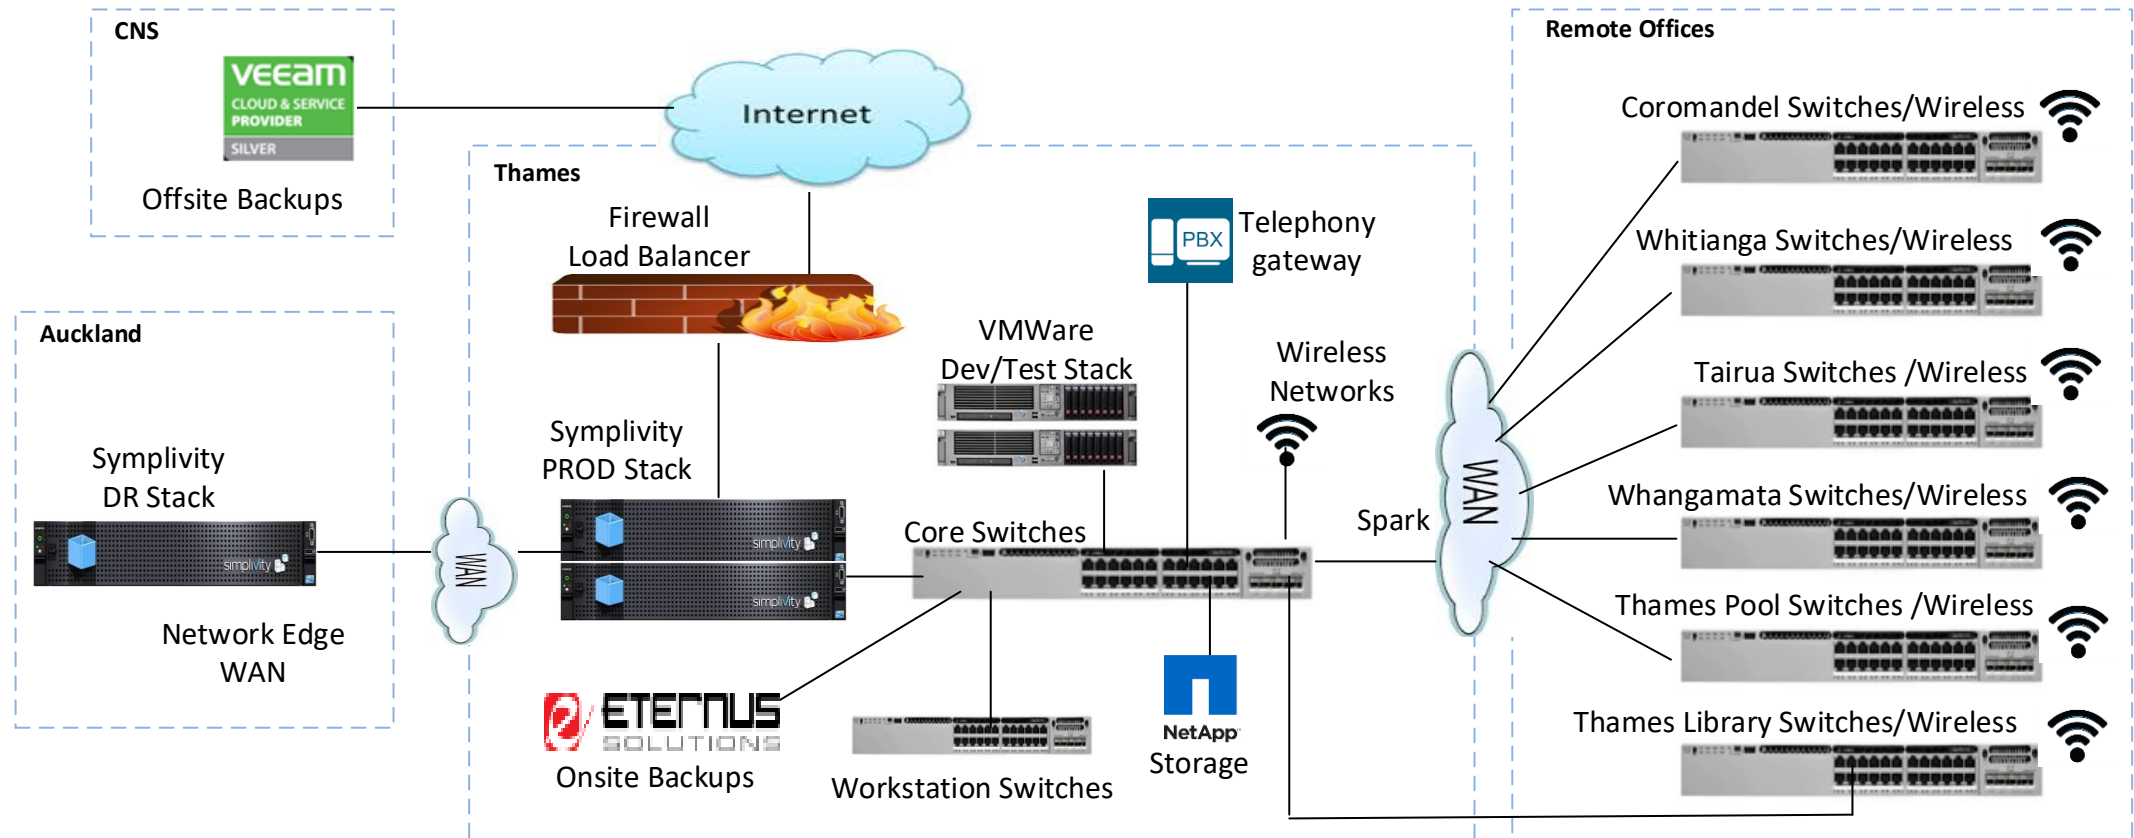 CNS
veeam
CLOUD & SERVICE
PROVIDER
SILVER
Offsite Backups
Internet
Remote Offices
Coromandel Switches/Wireless
Whitianga Switches/Wireless
Tairua Switches /Wireless
Whangamata Switches/Wireless
Thames Pool Switches /Wireless
Thames Library Switches/Wireless
Thames
Firewall
Load Balancer
PBX
Telephony
gateway
VMWare
Dev/Test Stack
Wireless
Networks
Auckland
Symplivity
DR Stack
simplivity
Network Edge
WAN
WAN
Symplivity
PROD Stack
simplivity
simplivity
Core Switches
Spark
WAN
ETERNUS
SOLUTIONS
Onsite Backups
Workstation Switches
NetApp
Storage